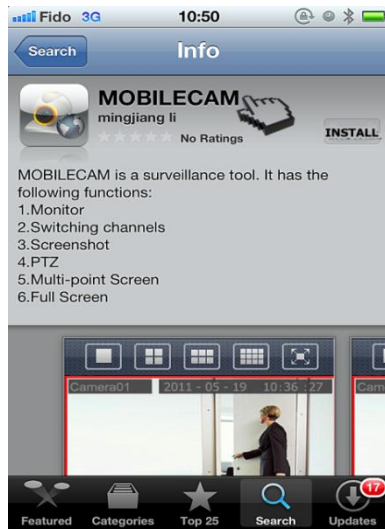 Fido 3G 10:50
Search Info
MOBILECAM
mingjiang li
No Ratings
INSTALL
MOBILECAM is a surveillance tool. It has the
following functions:
1.Monitor
2.Switching channels
3.Screenshot
4.PTZ
5.Multi-point Screen
6.Full Screen
Camera01 2011 - 05 - 19 10:36 :27 Cam
17
Featured Categories Top 25 Search Updates